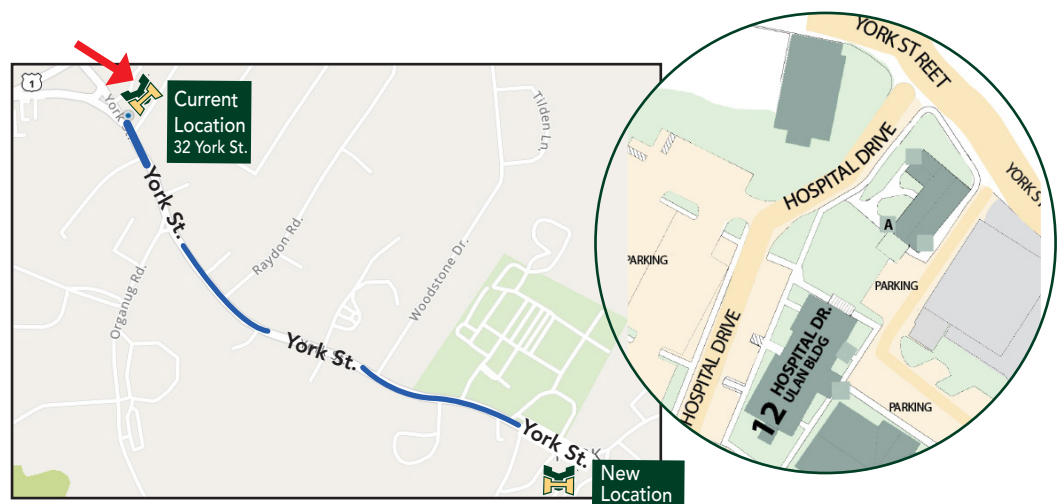 1
York St.
Current
Location
32 York St.
York St.
Tilden Ln.
Raydon Rd.
Woodstone Dr.
Organug Rd.
York St.
York St.
K
New
Location
YORK STREET
YORK ST
HOSPITAL DRIVE
A
PARKING
PARKING
HOSPITAL DRIVE
12 HOSPITAL DR.
ULAN BLDG
PARKING